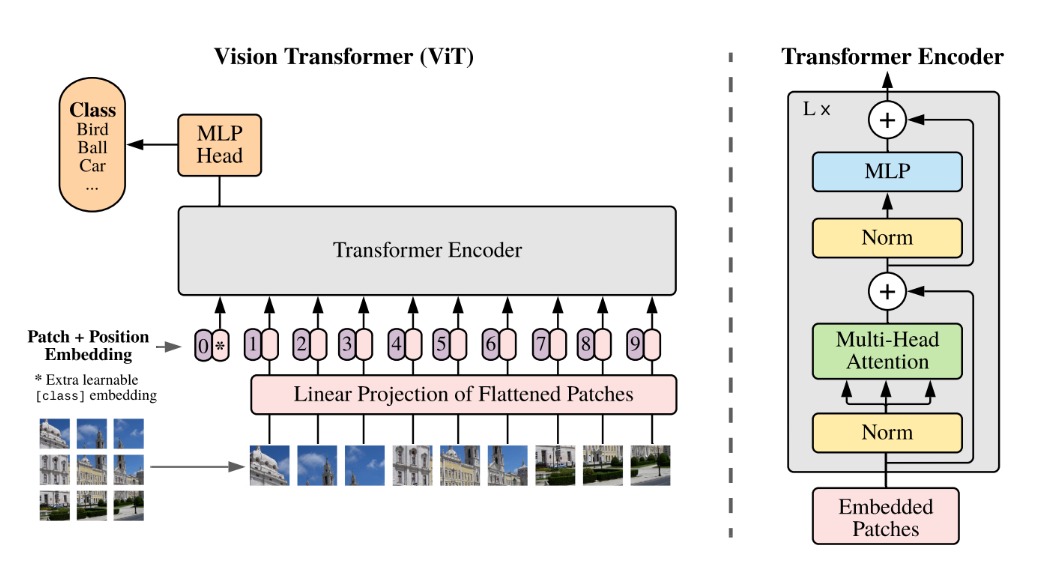 Vision Transformer (ViT)
Class
Bird
Ball
Car
...
MLP
Head
Transformer Encoder
Patch + Position
Embedding
0 * 1 2 3 4 5 6 7 8 9
* Extra learnable
[class] embedding
Linear Projection of Flattened Patches
Transformer Encoder
L x
+
MLP
Norm
+
Multi-Head
Attention
Norm
Embedded
Patches